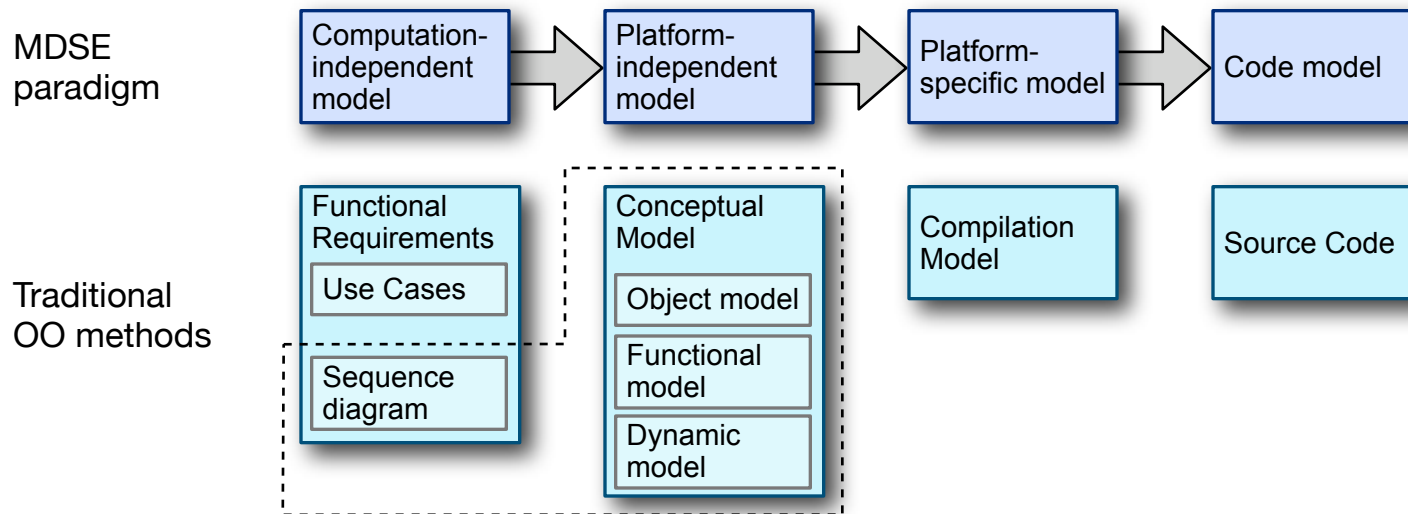 MDSE
paradigm
Computation-
independent
model
Platform-
independent
model
Platform-
specific model
Code model
Traditional
OO methods
Functional
Requirements
Use Cases
Sequence
diagram
Conceptual
Model
Object model
Functional
model
Dynamic
model
Compilation
Model
Source Code